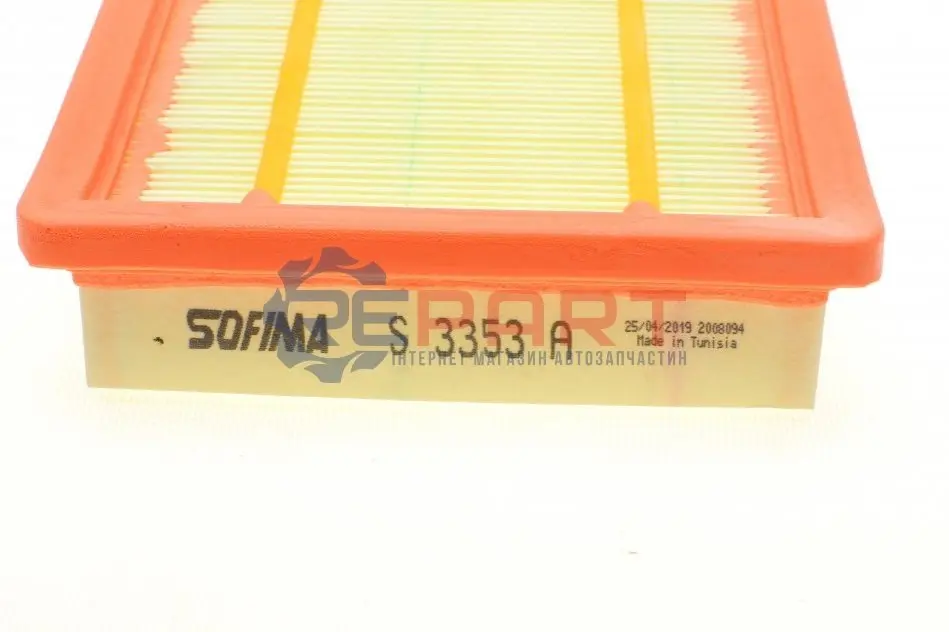 SOFIMA S 3353 A
25/04/2019 2008094
Made in Tunisia
REPART
ІНТЕРНЕТ МАГАЗИН АВТОЗАПЧАСТИН